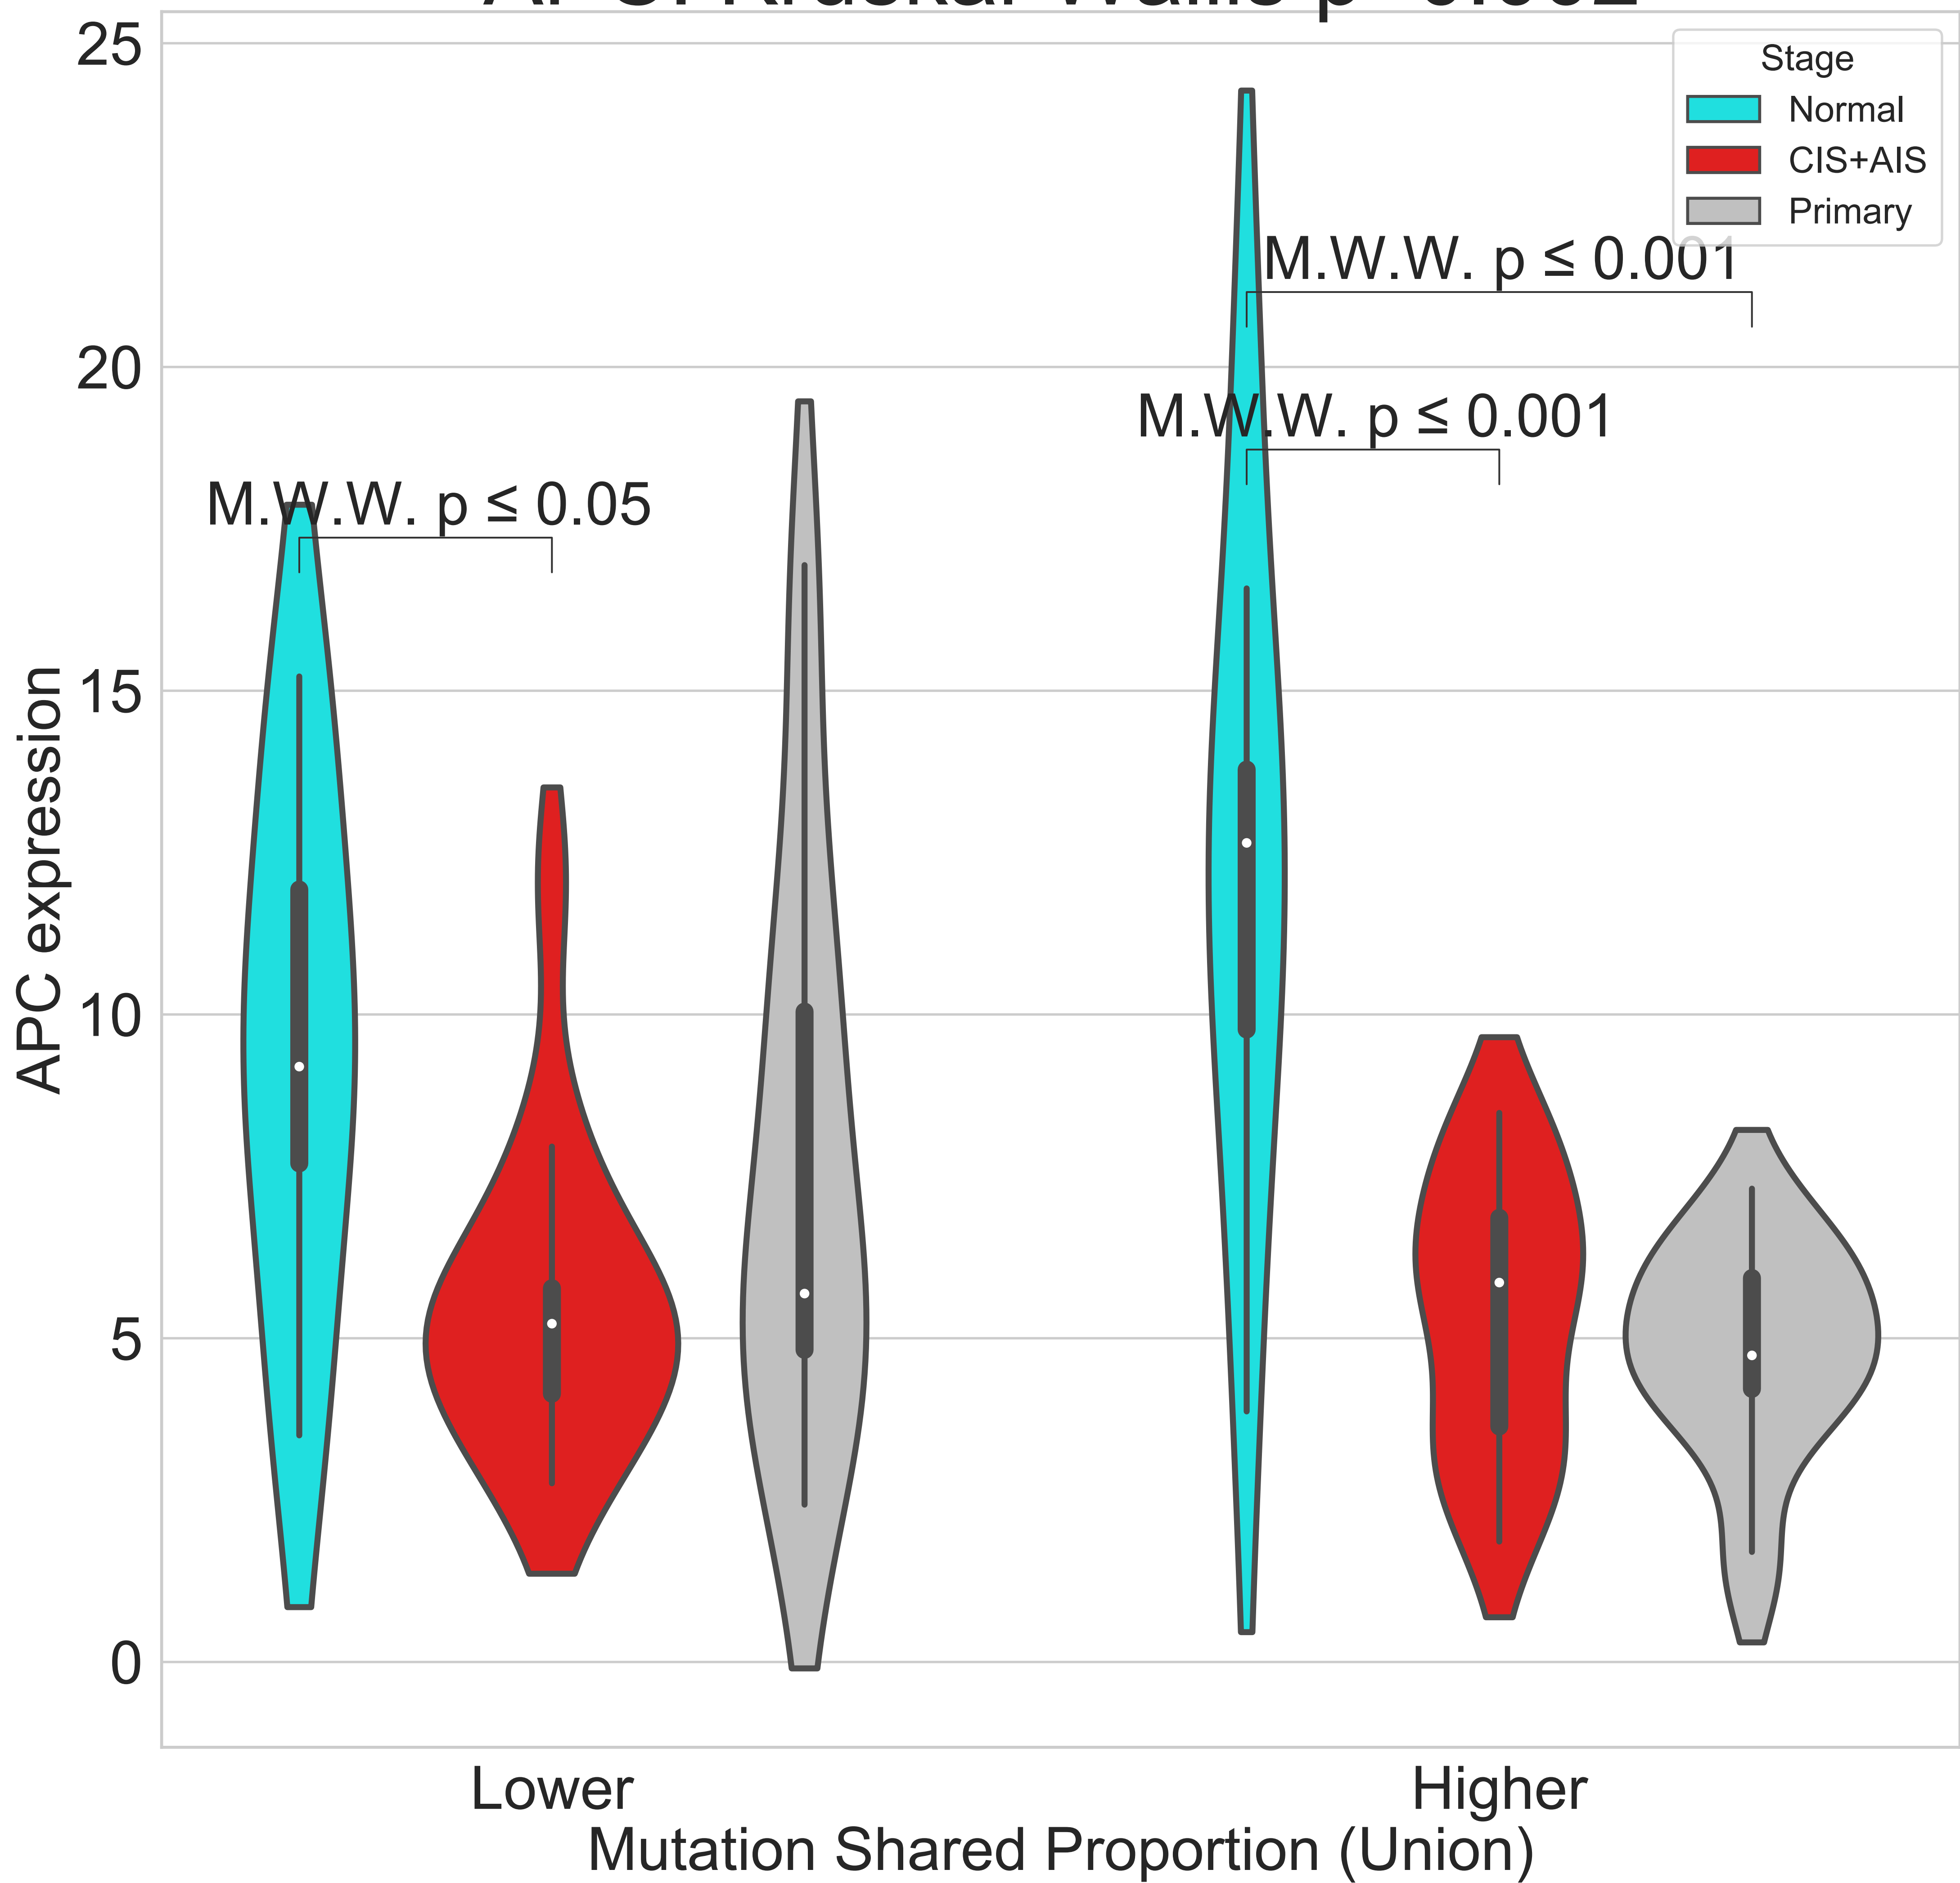 25
20
15
10
5
0
APC expression
Stage
Normal
CIS+AIS
Primary
M.W.W. p ≤ 0.001
M.W.W. p ≤ 0.001
M.W.W. p ≤ 0.05
Lower
Higher
Mutation Shared Proportion (Union)